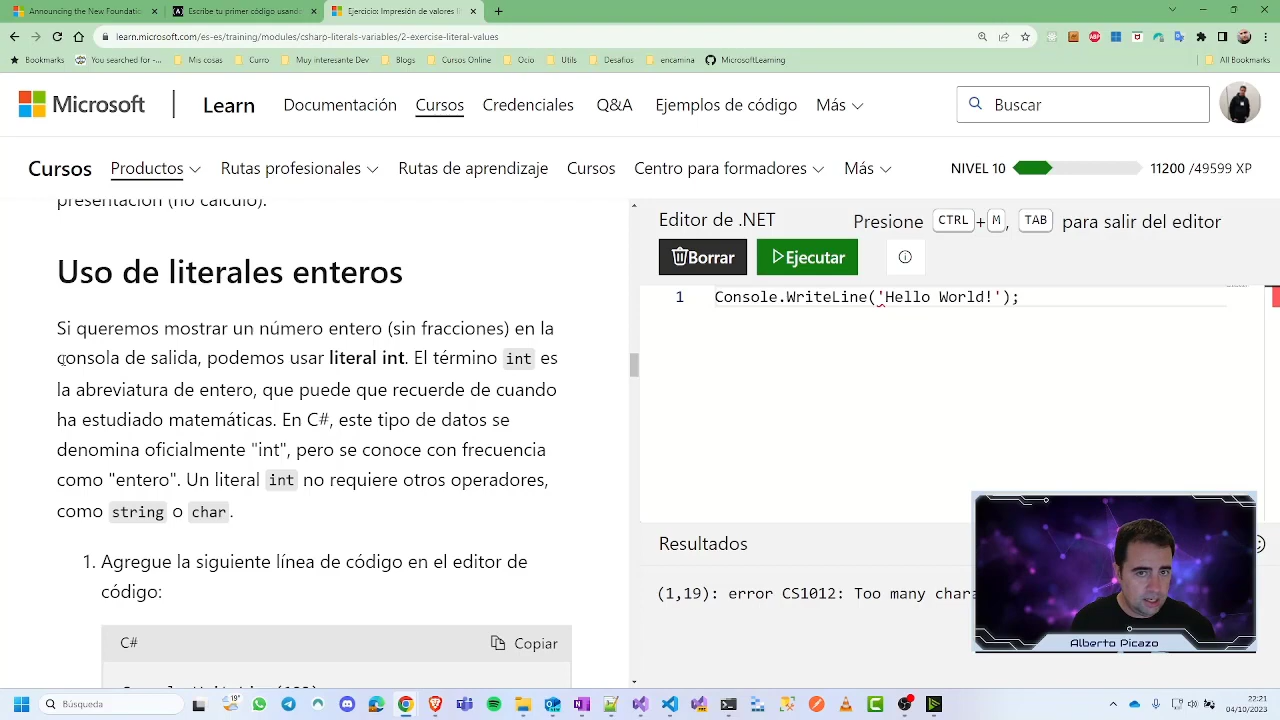 Announcing the New Foundation
Escribe tu primer código usand
Ejercicio: Impresión de valores l
learn.microsoft.com/es-es/training/modules/csharp-literals-variables/2-exercise-literal-values
Bookmarks
You searched for -...
Mis cosas
Curro
Muy interesante Dev
Blogs
Cursos Online
Ocio
Utils
Desafios
encamina
MicrosoftLearning
All Bookmarks
Microsoft
Learn
Documentación
Cursos
Credenciales
Q&A
Ejemplos de código
Más
Buscar
Cursos
Productos
Rutas profesionales
Rutas de aprendizaje
Cursos
Centro para formadores
Más
NIVEL 10
11200 /49599 XP
presentación (no cálculo).
Uso de literales enteros
Si queremos mostrar un número entero (sin fracciones) en la
consola de salida, podemos usar literal int. El término int es
la abreviatura de entero, que puede que recuerde de cuando
ha estudiado matemáticas. En C#, este tipo de datos se
denomina oficialmente "int", pero se conoce con frecuencia
como "entero". Un literal int no requiere otros operadores,
como string o char.
1. Agregue la siguiente línea de código en el editor de
código:
C#
Copiar
Editor de .NET
Presione CTRL+M, TAB para salir del editor
Borrar
Ejecutar
1 Console.WriteLine('Hello World!');
Resultados
(1,19): error CS1012: Too many chara
Alberto Picazo
Búsqueda
19°
22:21
04/10/2023